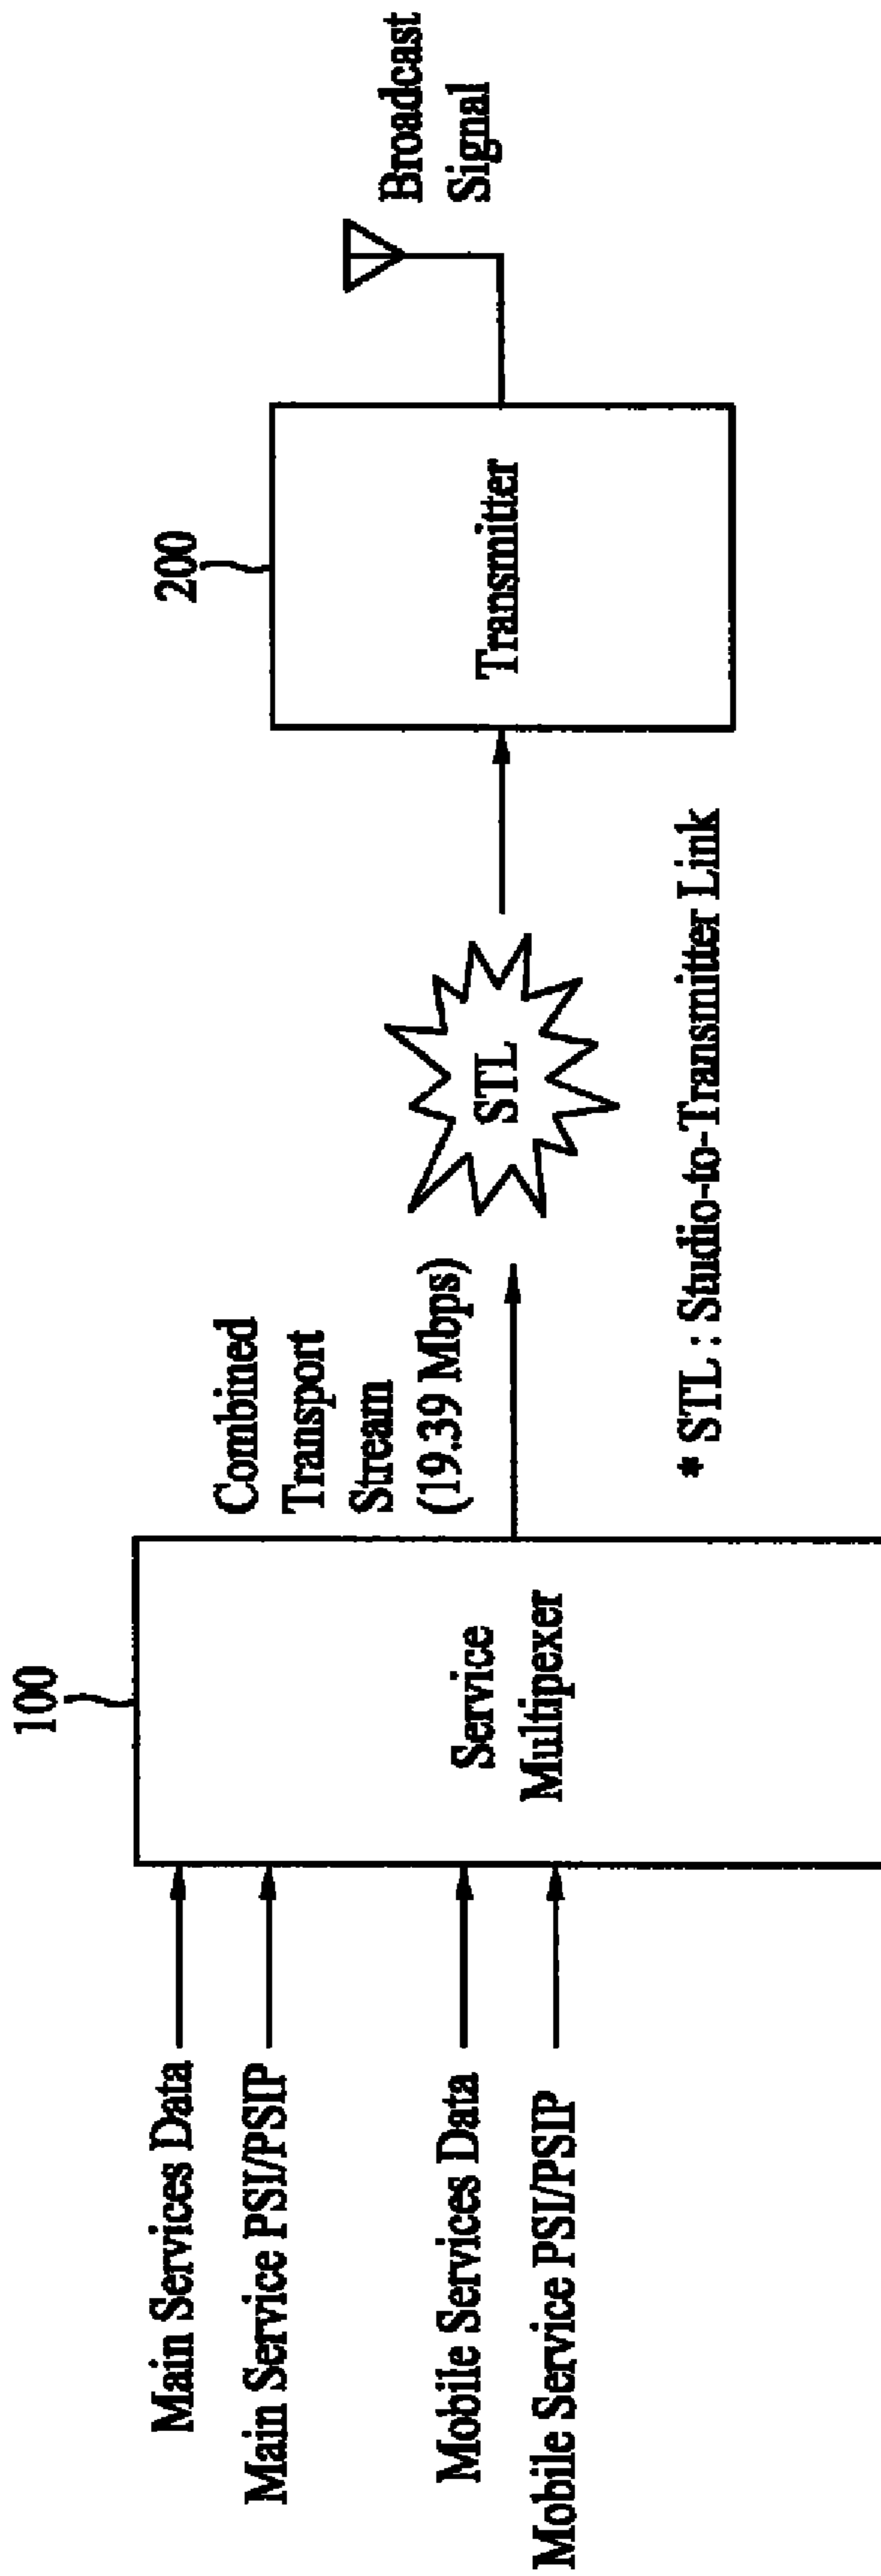 Main Services Data
Main Service PSI/PSIP
Mobile Services Data
Mobile Service PSI/PSIP
100
Service
Multipexer
Combined
Transport
Stream
(19.39 Mbps)
STL
200
Transmitter
Broadcast
Signal
* STL : Studio-to-Transmitter Link